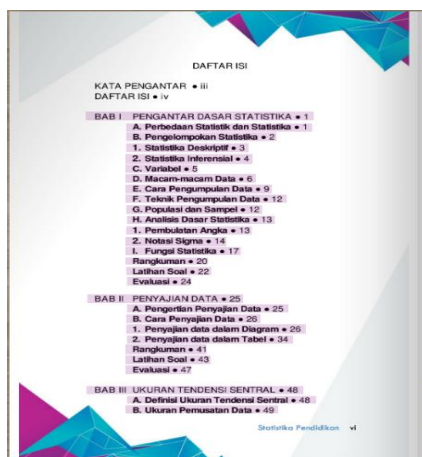 DAFTAR ISI
KATA PENGANTAR • iii
DAFTAR ISI • iv
BAB I PENGANTAR DASAR STATISTIKA • 1
A. Perbedaan Statistik dan Statistika • 1
B. Pengelompokan Statistika • 2
1. Statistika Deskriptif • 3
2. Statistika Inferensial • 4
C. Variabel • 5
D. Macam-macam Data • 6
E. Cara Pengumpulan Data • 9
F. Teknik Pengumpulan Data • 12
G. Populasi dan Sampel • 12
H. Analisis Dasar Statistika • 13
1. Pembulatan Angka • 13
2. Notasi Sigma • 14
I. Fungsi Statistika • 17
Rangkuman • 20
Latihan Soal • 22
Evaluasi • 24
BAB II PENYAJIAN DATA • 25
A. Pengertian Penyajian Data • 25
B. Cara Penyajian Data • 26
1. Penyajian data dalam Diagram • 26
2. Penyajian data dalam Tabel • 34
Rangkuman • 41
Latihan Soal • 43
Evaluasi • 47
BAB III UKURAN TENDENSI SENTRAL • 48
A. Definisi Ukuran Tendensi Sentral • 48
B. Ukuran Pemusatan Data • 49
Statistika Pendidikan vi